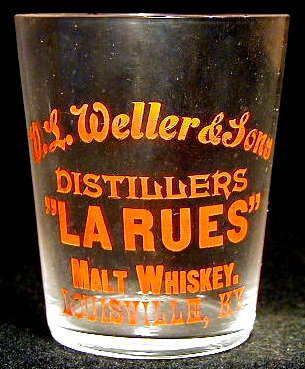 W.L. Weller & Sons
DISTILLERS
"LA RUES"
MALT WHISKEY.
LOUISVILLE, KY.